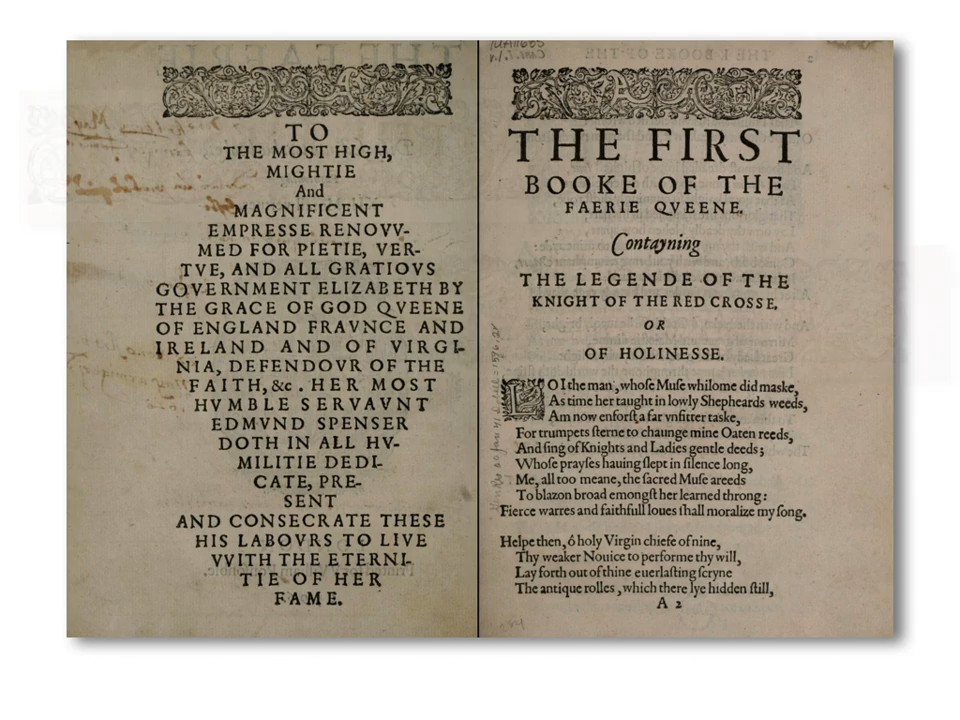 TO
THE MOST HIGH,
MIGHTIE
And
MAGNIFICENT
EMPRESSE RENOVV-
MED FOR PIETIE, VER-
TVE, AND ALL GRATIOVS
GOVERNMENT ELIZABETH BY
THE GRACE OF GOD QVEENE
OF ENGLAND FRAVNCE AND
IRELAND AND OF VIRGI-
NIA, DEFENDOVR OF THE
FAITH, &c. HER MOST
HVMBLE SERVAVNT
EDMVND SPENSER
DOTH IN ALL HV-
MILITIE DEDI-
CATE, PRE-
SENT
AND CONSECRATE THESE
HIS LABOVRS TO LIVE
VVITH THE ETERNI-
TIE OF HER
FAME.
THE FIRST
BOOKE OF THE
FAERIE QVEENE.
Contayning
THE LEGENDE OF THE
KNIGHT OF THE RED CROSSE,
OR
OF HOLINESSE.
LO I the man, whoſe Muſe whilome did maske,
As time her taught in lowly Shepheards weeds,
Am now enforſt a far vnfitter taske,
For trumpets ſterne to chaunge mine Oaten reeds,
And ſing of Knights and Ladies gentle deeds;
Whoſe prayſes hauing ſlept in ſilence long,
Me, all too meane, the ſacred Muſe areeds
To blazon broad emongſt her learned throng:
Fierce warres and faithfull loues ſhall moralize my ſong.
Helpe then, ô holy Virgin chiefe of nine,
Thy weaker Nouice to performe thy will,
Lay forth out of thine euerlaſting ſcryne
The antique rolles, which there lye hidden ſtill,
A 2